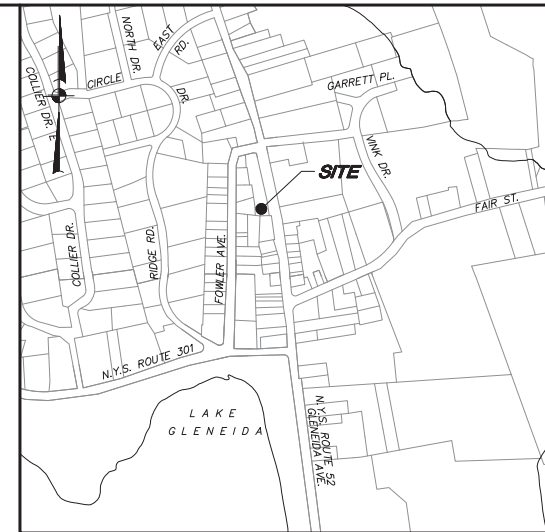 NORTH DR.
EAST
RD.
COLLIER DR. E
CIRCLE
DR.
GARRETT PL.
VINK DR.
SITE
FAIR ST.
COLLIER DR.
RIDGE RD.
FOWLER AVE.
N.Y.S. ROUTE 301
LAKE
GLENEIDA
N.Y.S. ROUTE 52
GLENEIDA AVE.